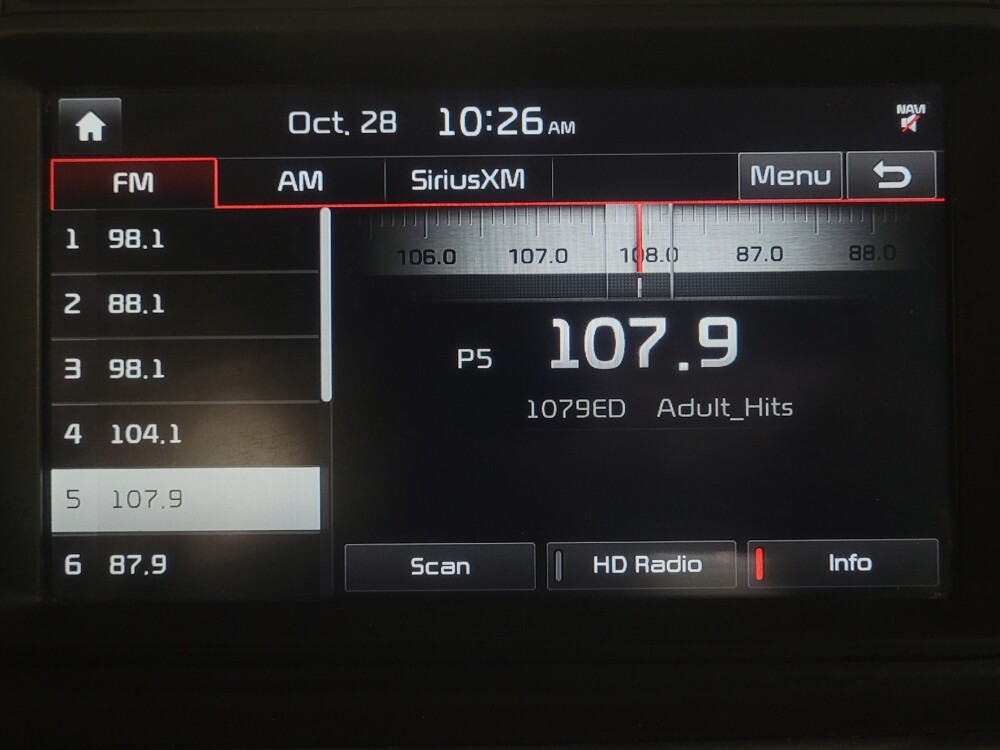 Oct. 28 10:26 AM NAVI
FM AM SiriusXM Menu
1 98.1
2 88.1
3 98.1
4 104.1
5 107.9
6 87.9
106.0 107.0 108.0 87.0 88.0
P5 107.9
1079ED Adult_Hits
Scan HD Radio Info